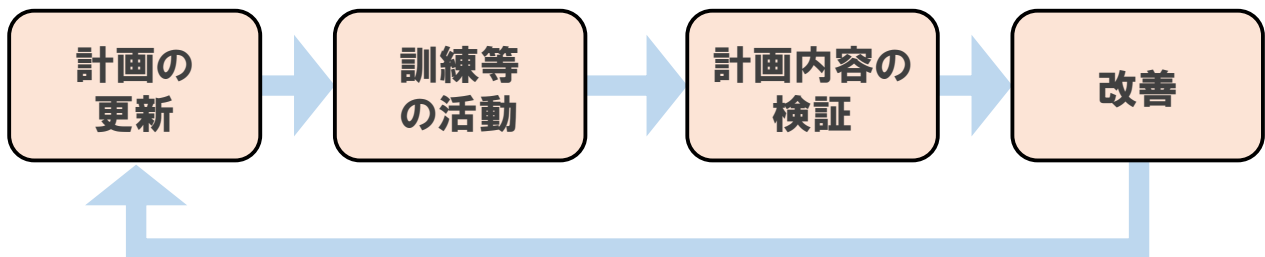 計画の
更新
訓練等
の活動
計画内容の
検証
改善